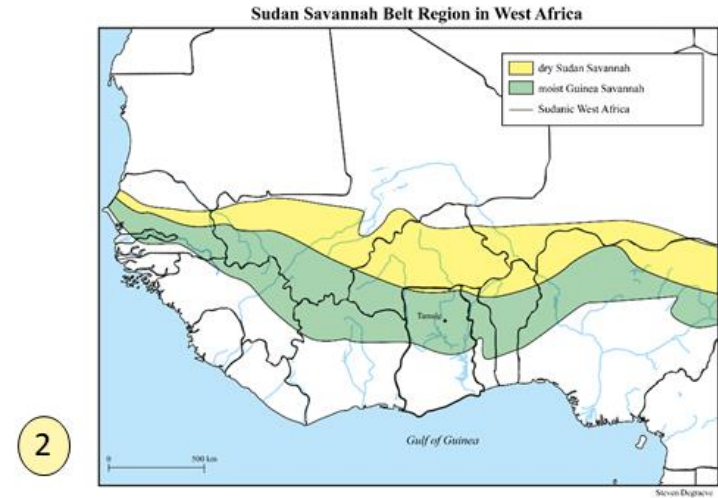 Sudan Savannah Belt Region in West Africa
dry Sudan Savannah
moist Guinea Savannah
Sudanic West Africa
Tamale
2
Gulf of Guinea
0 500 km
Steven Degraeve